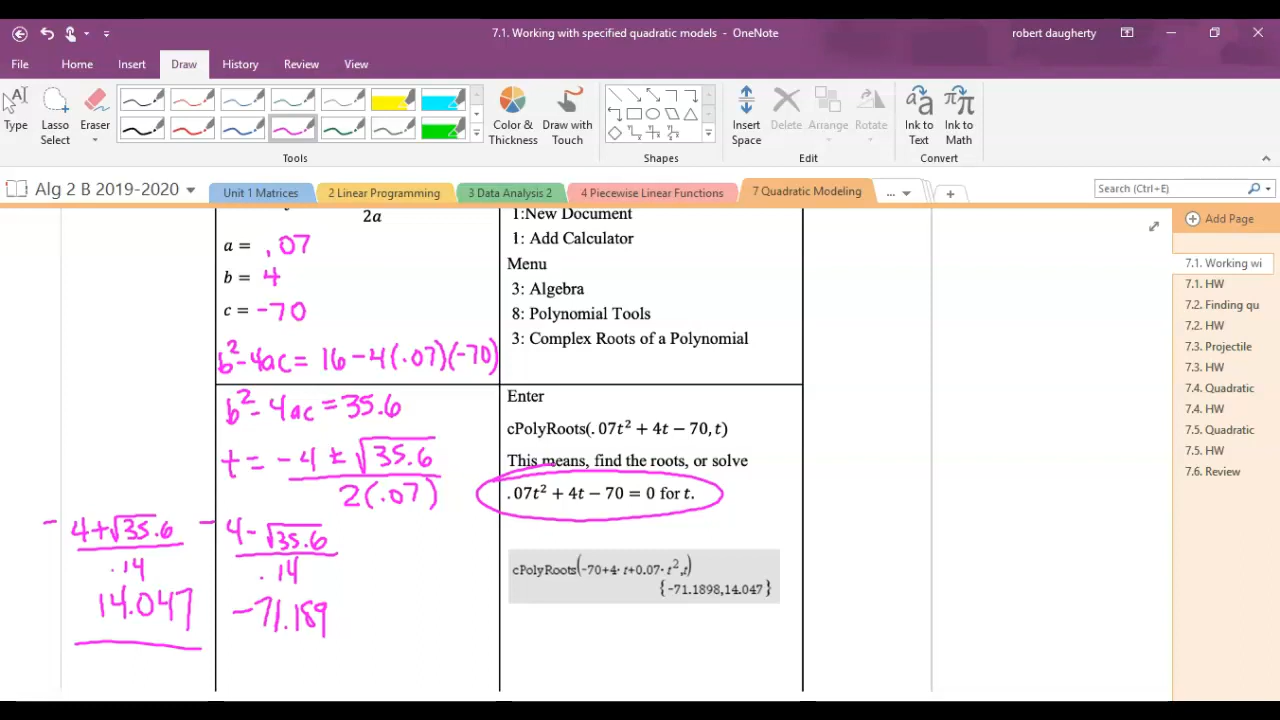 7.1. Working with specified quadratic models - OneNote
robert daugherty
File Home Insert Draw History Review View
Type
Lasso Select
Eraser
Color & Thickness
Draw with Touch
Insert Space
Delete
Arrange
Rotate
Ink to Text
Ink to Math
Tools
Shapes
Edit
Convert
Alg 2 B 2019-2020
Unit 1 Matrices
2 Linear Programming
3 Data Analysis 2
4 Piecewise Linear Functions
7 Quadratic Modeling
...
Search (Ctrl+E)
Add Page
7.1. Working wi
7.1. HW
7.2. Finding qu
7.2. HW
7.3. Projectile
7.3. HW
7.4. Quadratic
7.4. HW
7.5. Quadratic
7.5. HW
7.6. Review
2a
a = .07
b = 4
c = -70
b²-4ac = 16-4(.07)(-70)
1:New Document
1: Add Calculator
Menu
3: Algebra
8: Polynomial Tools
3: Complex Roots of a Polynomial
b²-4ac = 35.6
t = -4 ± √35.6
2(.07)
-4+√35.6
.14
14.047
-4-√35.6
.14
-71.189
Enter
cPolyRoots(.07t² + 4t − 70, t)
This means, find the roots, or solve
.07t² + 4t − 70 = 0 for t.
cPolyRoots(-70+4·t+0.07·t²,t)
{-71.1898,14.047}